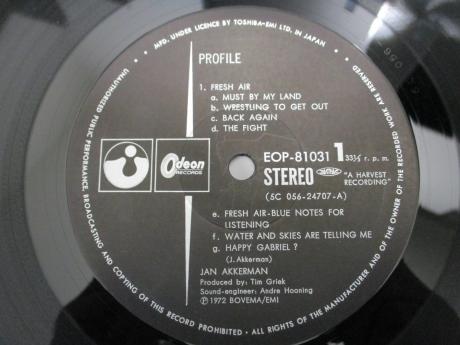 MFD. UNDER LICENCE BY TOSHIBA-EMI LTD. IN JAPAN
UNAUTHORIZED PUBLIC PERFORMANCE, BROADCASTING AND COPYING OF THIS RECORD PROHIBITED • ALL RIGHTS OF THE MANUFACTURER AND OF THE OWNER OF THE RECORDED WORK ARE RESERVED
PROFILE
1. FRESH AIR
a. MUST BY MY LAND
b. WRESTLING TO GET OUT
c. BACK AGAIN
d. THE FIGHT
Odeon
RECORDS
EOP-81031 1 33⅓ r. p. m.
STEREO "A HARVEST
RECORDING"
(5C 056-24707-A)
e. FRESH AIR-BLUE NOTES FOR
LISTENING
f. WATER AND SKIES ARE TELLING ME
g. HAPPY GABRIEL ?
(J. Akkerman)
JAN AKKERMAN
Produced by: Tim Griek
Sound-engineer: Andre Hooning
Ⓟ 1972 BOVEMA/EMI